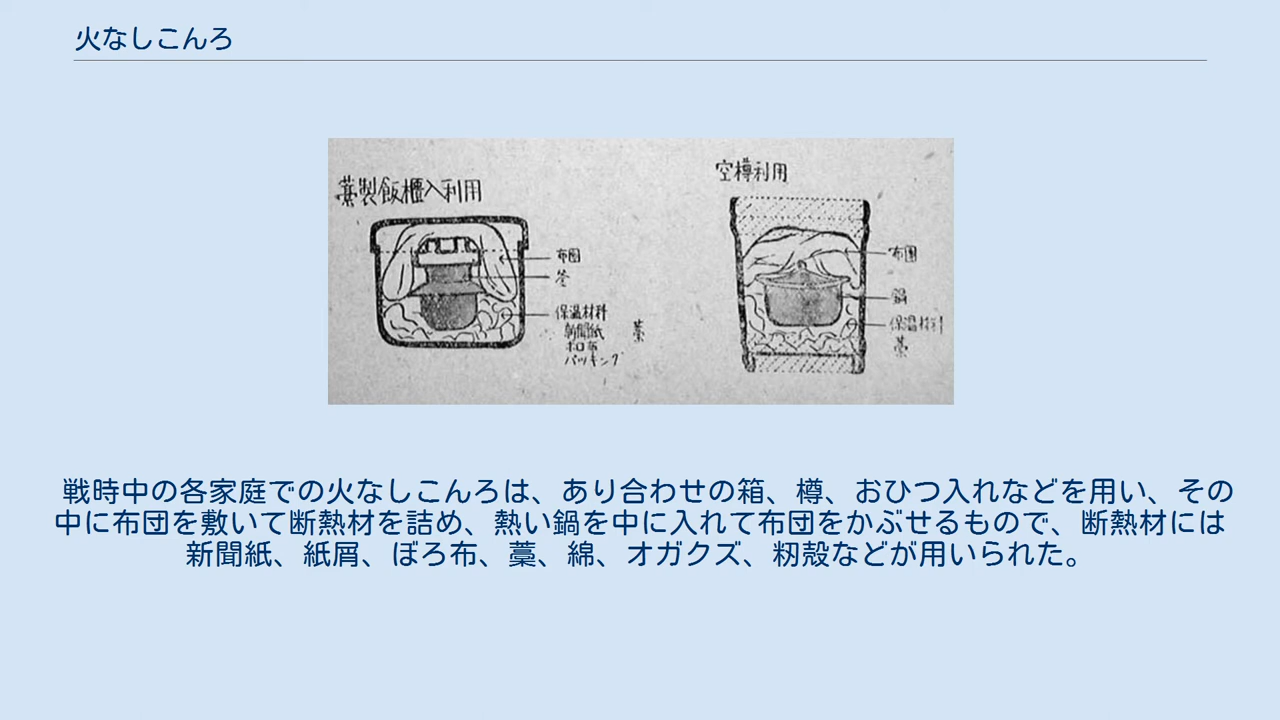 火なしこんろ
藁製飯櫃入利用
布團
釜
保温材料
新聞紙
ボロ布
パッキング
藁
空樽利用
布團
鍋
保温材料
藁
戦時中の各家庭での火なしこんろは、あり合わせの箱、樽、おひつ入れなどを用い、その
中に布団を敷いて断熱材を詰め、熱い鍋を中に入れて布団をかぶせるもので、断熱材には
新聞紙、紙屑、ぼろ布、藁、綿、オガクズ、籾殻などが用いられた。